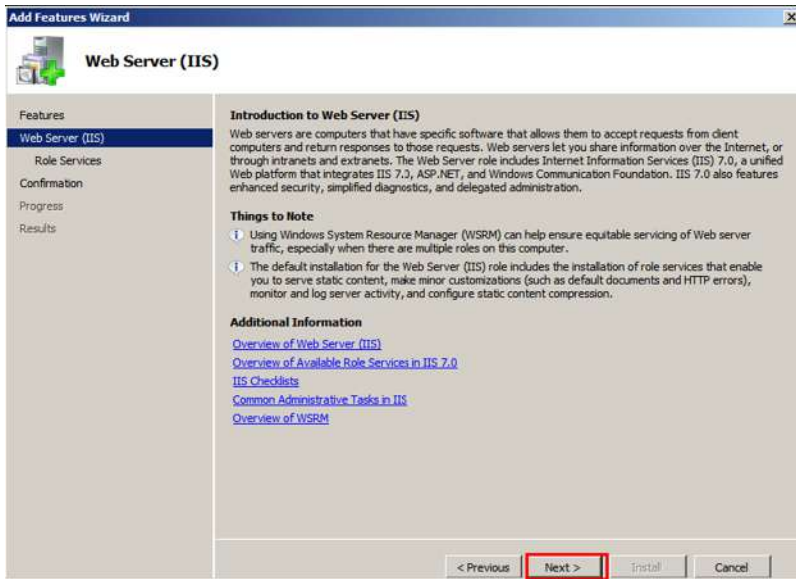 Add Features Wizard
Web Server (IIS)
Features
Web Server (IIS)
Role Services
Confirmation
Progress
Results
Introduction to Web Server (IIS)
Web servers are computers that have specific software that allows them to accept requests from client
computers and return responses to those requests. Web servers let you share information over the Internet, or
through intranets and extranets. The Web Server role includes Internet Information Services (IIS) 7.0, a unified
Web platform that integrates IIS 7.0, ASP.NET, and Windows Communication Foundation. IIS 7.0 also features
enhanced security, simplified diagnostics, and delegated administration.
Things to Note
Using Windows System Resource Manager (WSRM) can help ensure equitable servicing of Web server
traffic, especially when there are multiple roles on this computer.
The default installation for the Web Server (IIS) role includes the installation of role services that enable
you to serve static content, make minor customizations (such as default documents and HTTP errors),
monitor and log server activity, and configure static content compression.
Additional Information
Overview of Web Server (IIS)
Overview of Available Role Services in IIS 7.0
IIS Checklists
Common Administrative Tasks in IIS
Overview of WSRM
< Previous
Next >
Install
Cancel